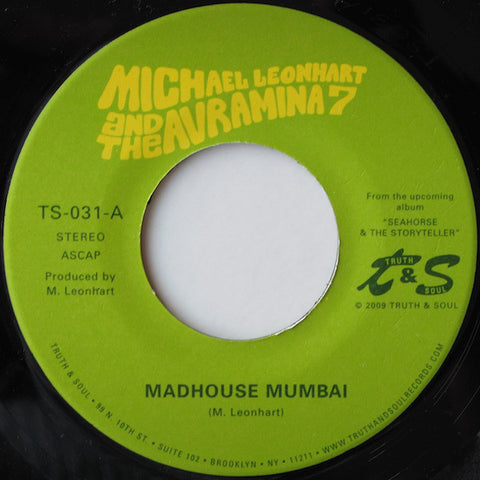 MICHAEL LEONHART
AND
THE AVRAMINA 7
TS-031-A
STEREO
ASCAP
Produced by
M. Leonhart
From the upcoming
album
"SEAHORSE
& THE STORYTELLER"
TRUTH
t&S
SOUL
© 2009 TRUTH & SOUL
MADHOUSE MUMBAI
(M. Leonhart)
TRUTH & SOUL • 98 N. 10TH ST. • SUITE 102 • BROOKLYN • NY • 11211 • WWW.TRUTHANDSOULRECORDS.COM